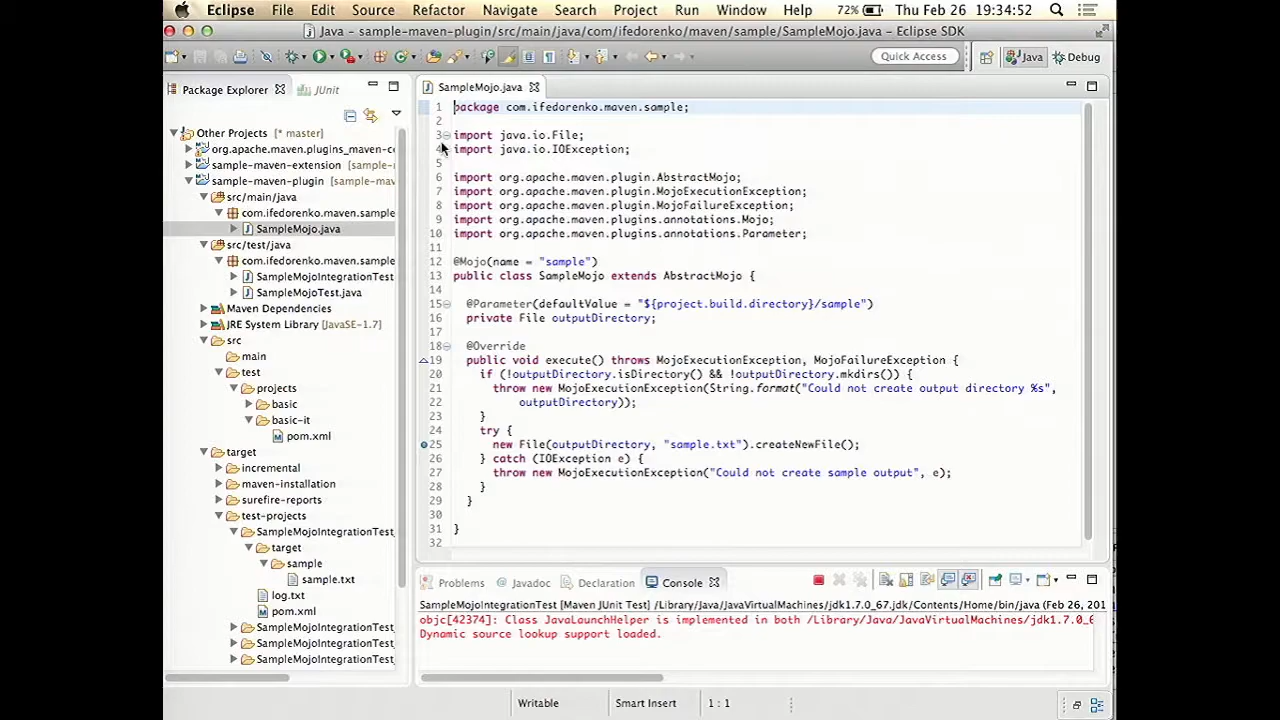 Eclipse File Edit Source Refactor Navigate Search Project Run Window Help 72% Thu Feb 26 19:34:52
Java - sample-maven-plugin/src/main/java/com/ifedorenko/maven/sample/SampleMojo.java - Eclipse SDK
Quick Access Java Debug
Package Explorer JUnit
Other Projects [* master]
org.apache.maven.plugins_maven-c
sample-maven-extension [sample-m
sample-maven-plugin [sample-mav
src/main/java
com.ifedorenko.maven.sample
SampleMojo.java
src/test/java
com.ifedorenko.maven.sample
SampleMojoIntegrationTest
SampleMojoTest.java
Maven Dependencies
JRE System Library [JavaSE-1.7]
src
main
test
projects
basic
basic-it
pom.xml
target
incremental
maven-installation
surefire-reports
test-projects
SampleMojoIntegrationTest_
target
sample
sample.txt
log.txt
pom.xml
SampleMojoIntegrationTest_
SampleMojoIntegrationTest_
SampleMojoIntegrationTest_
SampleMojo.java
1 package com.ifedorenko.maven.sample;
2
3 import java.io.File;
4 import java.io.IOException;
5
6 import org.apache.maven.plugin.AbstractMojo;
7 import org.apache.maven.plugin.MojoExecutionException;
8 import org.apache.maven.plugin.MojoFailureException;
9 import org.apache.maven.plugins.annotations.Mojo;
10 import org.apache.maven.plugins.annotations.Parameter;
11
12 @Mojo(name = "sample")
13 public class SampleMojo extends AbstractMojo {
14
15 @Parameter(defaultValue = "${project.build.directory}/sample")
16 private File outputDirectory;
17
18 @Override
19 public void execute() throws MojoExecutionException, MojoFailureException {
20 if (!outputDirectory.isDirectory() && !outputDirectory.mkdirs()) {
21 throw new MojoExecutionException(String.format("Could not create output directory %s",
22 outputDirectory));
23 }
24 try {
25 new File(outputDirectory, "sample.txt").createNewFile();
26 } catch (IOException e) {
27 throw new MojoExecutionException("Could not create sample output", e);
28 }
29 }
30
31 }
32
Problems Javadoc Declaration Console
SampleMojoIntegrationTest [Maven JUnit Test] /Library/Java/JavaVirtualMachines/jdk1.7.0_67.jdk/Contents/Home/bin/java (Feb 26, 201
objc[42374]: Class JavaLaunchHelper is implemented in both /Library/Java/JavaVirtualMachines/jdk1.7.0_6
Dynamic source lookup support loaded.
Writable Smart Insert 1 : 1